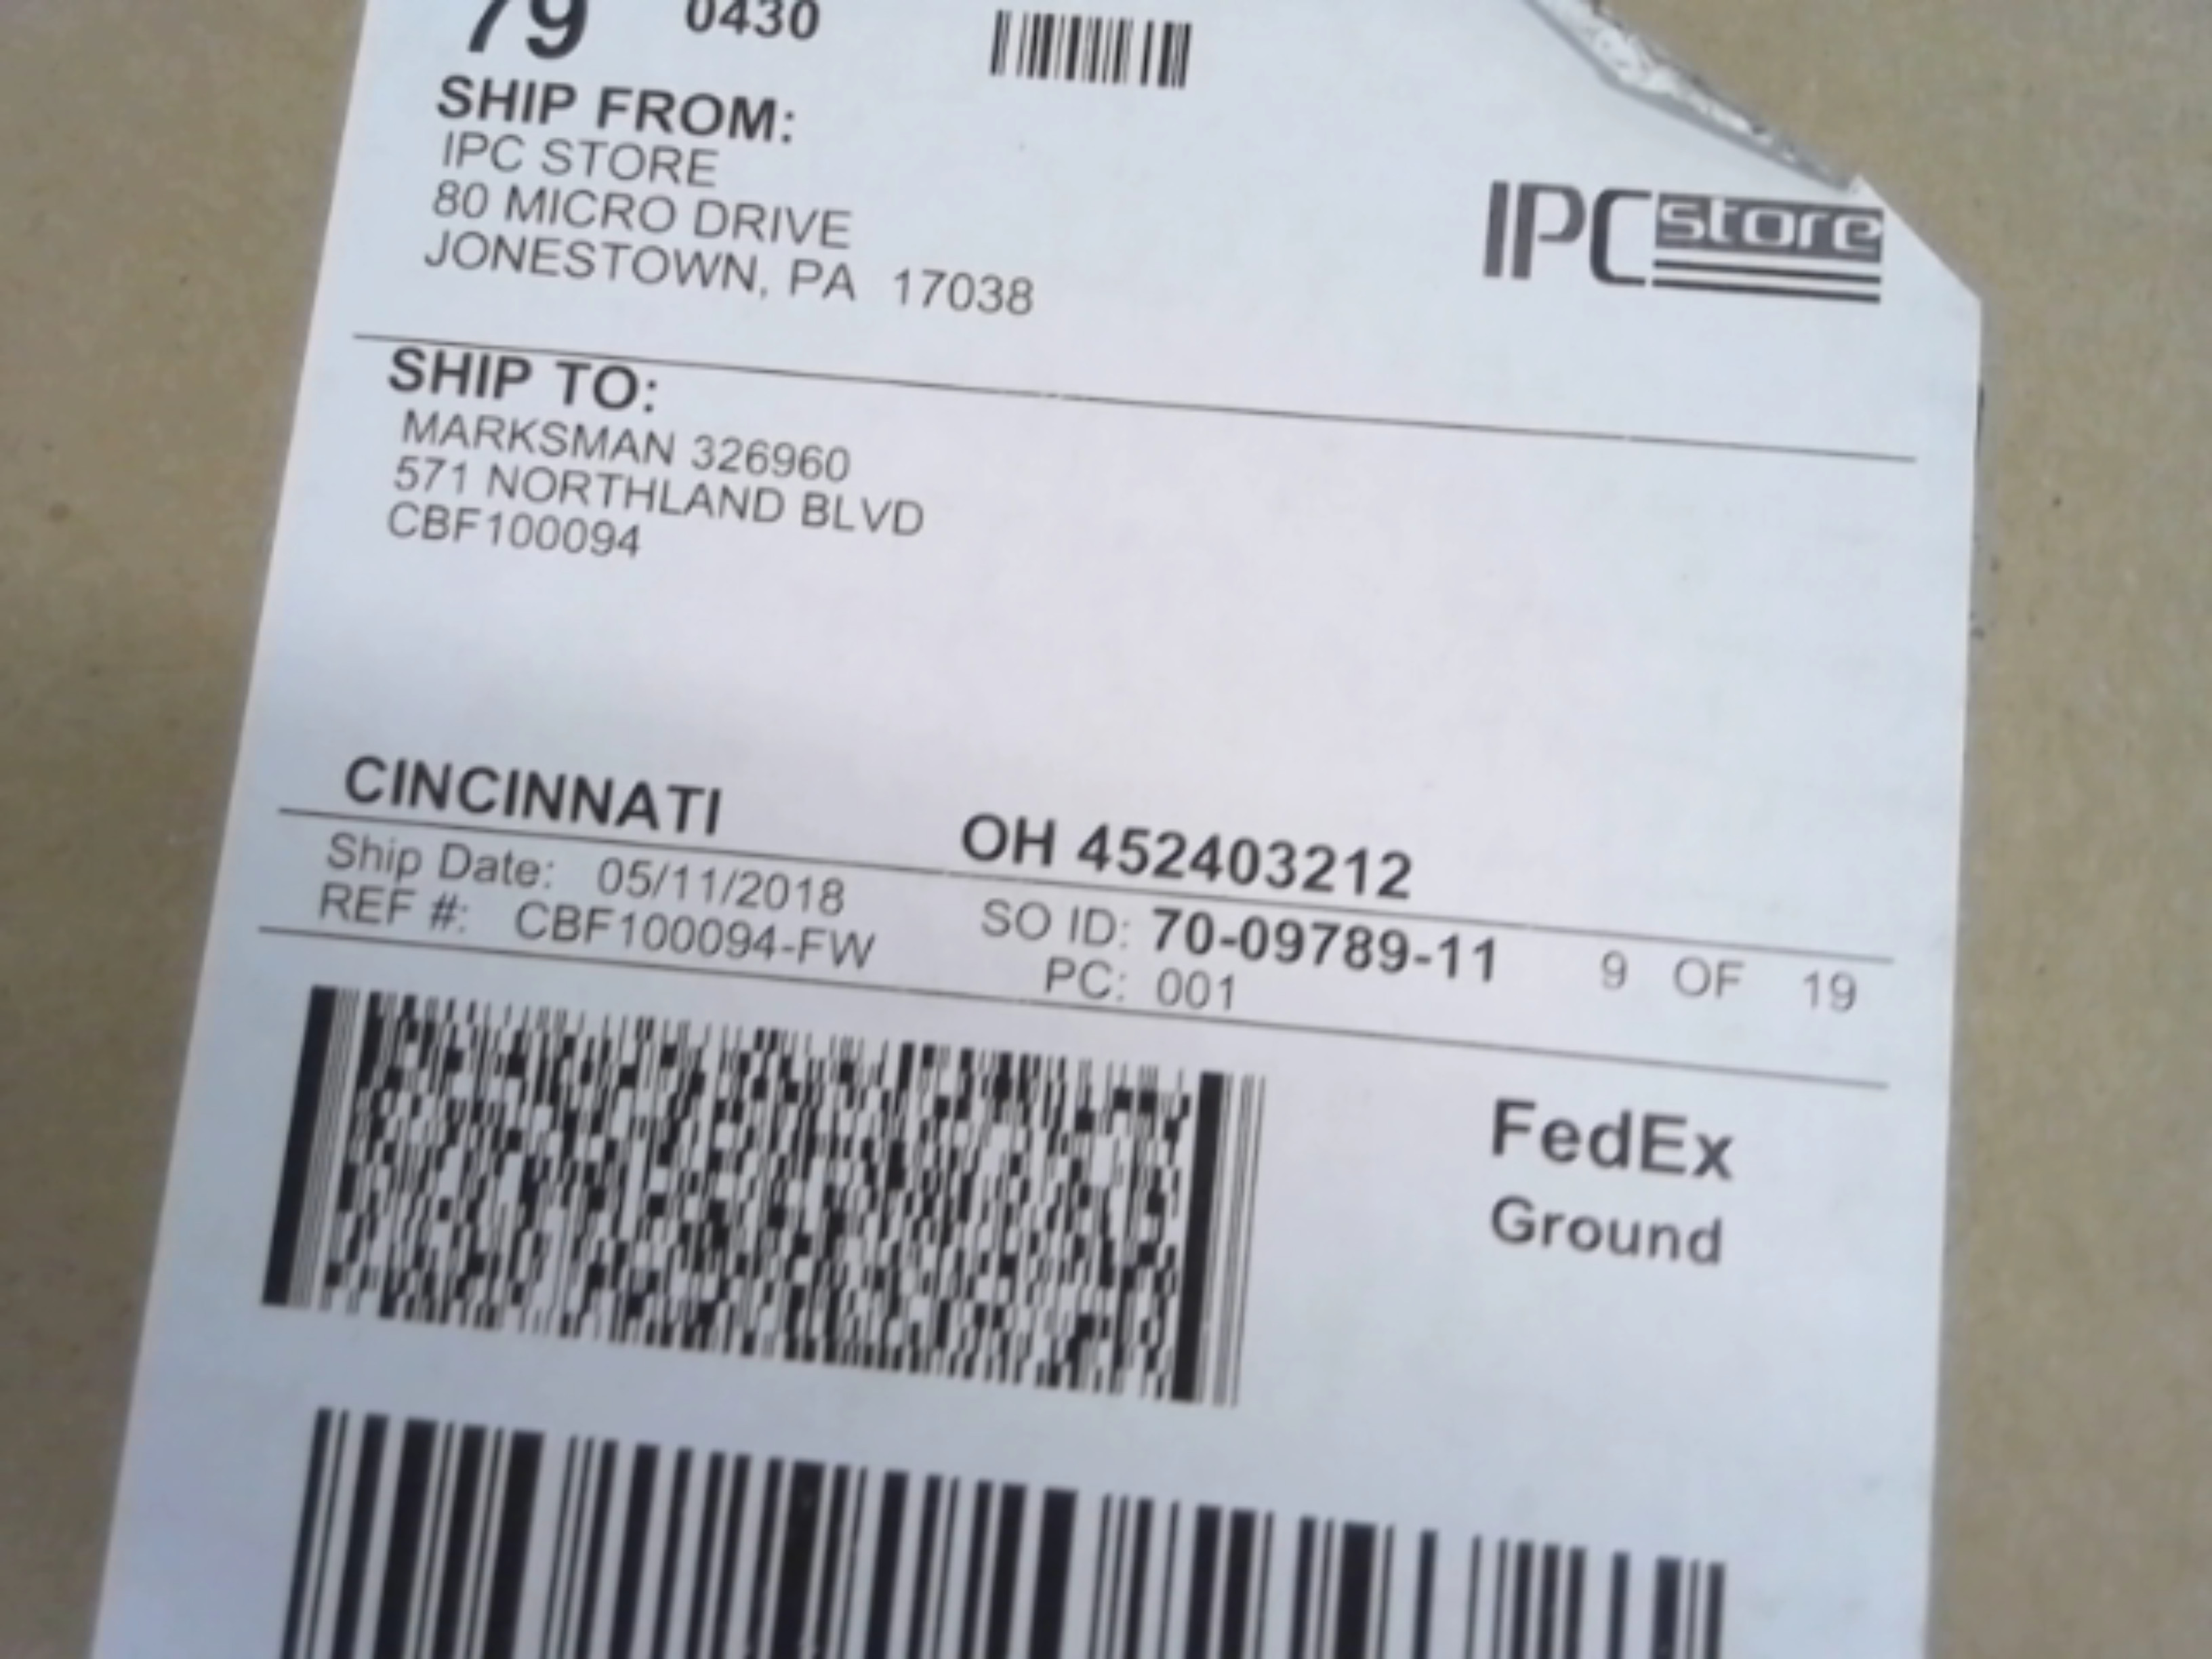 79 0430
SHIP FROM:
IPC STORE
80 MICRO DRIVE
JONESTOWN, PA 17038
IPC store
SHIP TO:
MARKSMAN 326960
571 NORTHLAND BLVD
CBF100094
CINCINNATI OH 452403212
Ship Date: 05/11/2018 SO ID: 70-09789-11 9 OF 19
REF #: CBF100094-FW PC: 001
FedEx
Ground